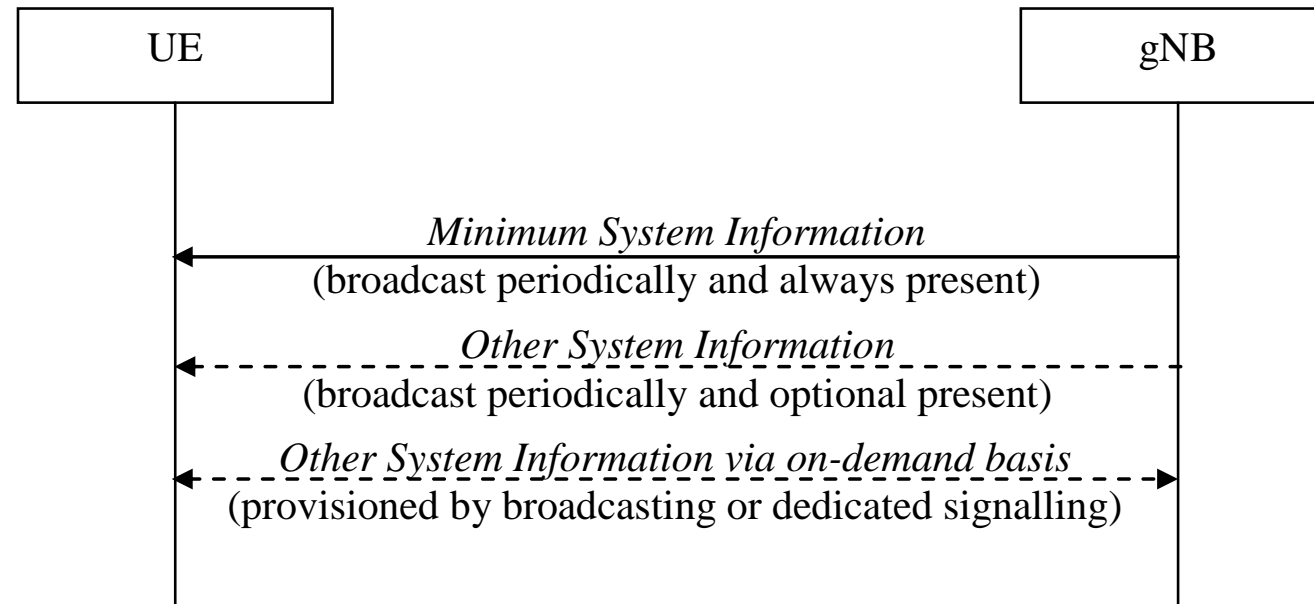 UE
gNB
Minimum System Information
(broadcast periodically and always present)
Other System Information
(broadcast periodically and optional present)
Other System Information via on-demand basis
(provisioned by broadcasting or dedicated signalling)